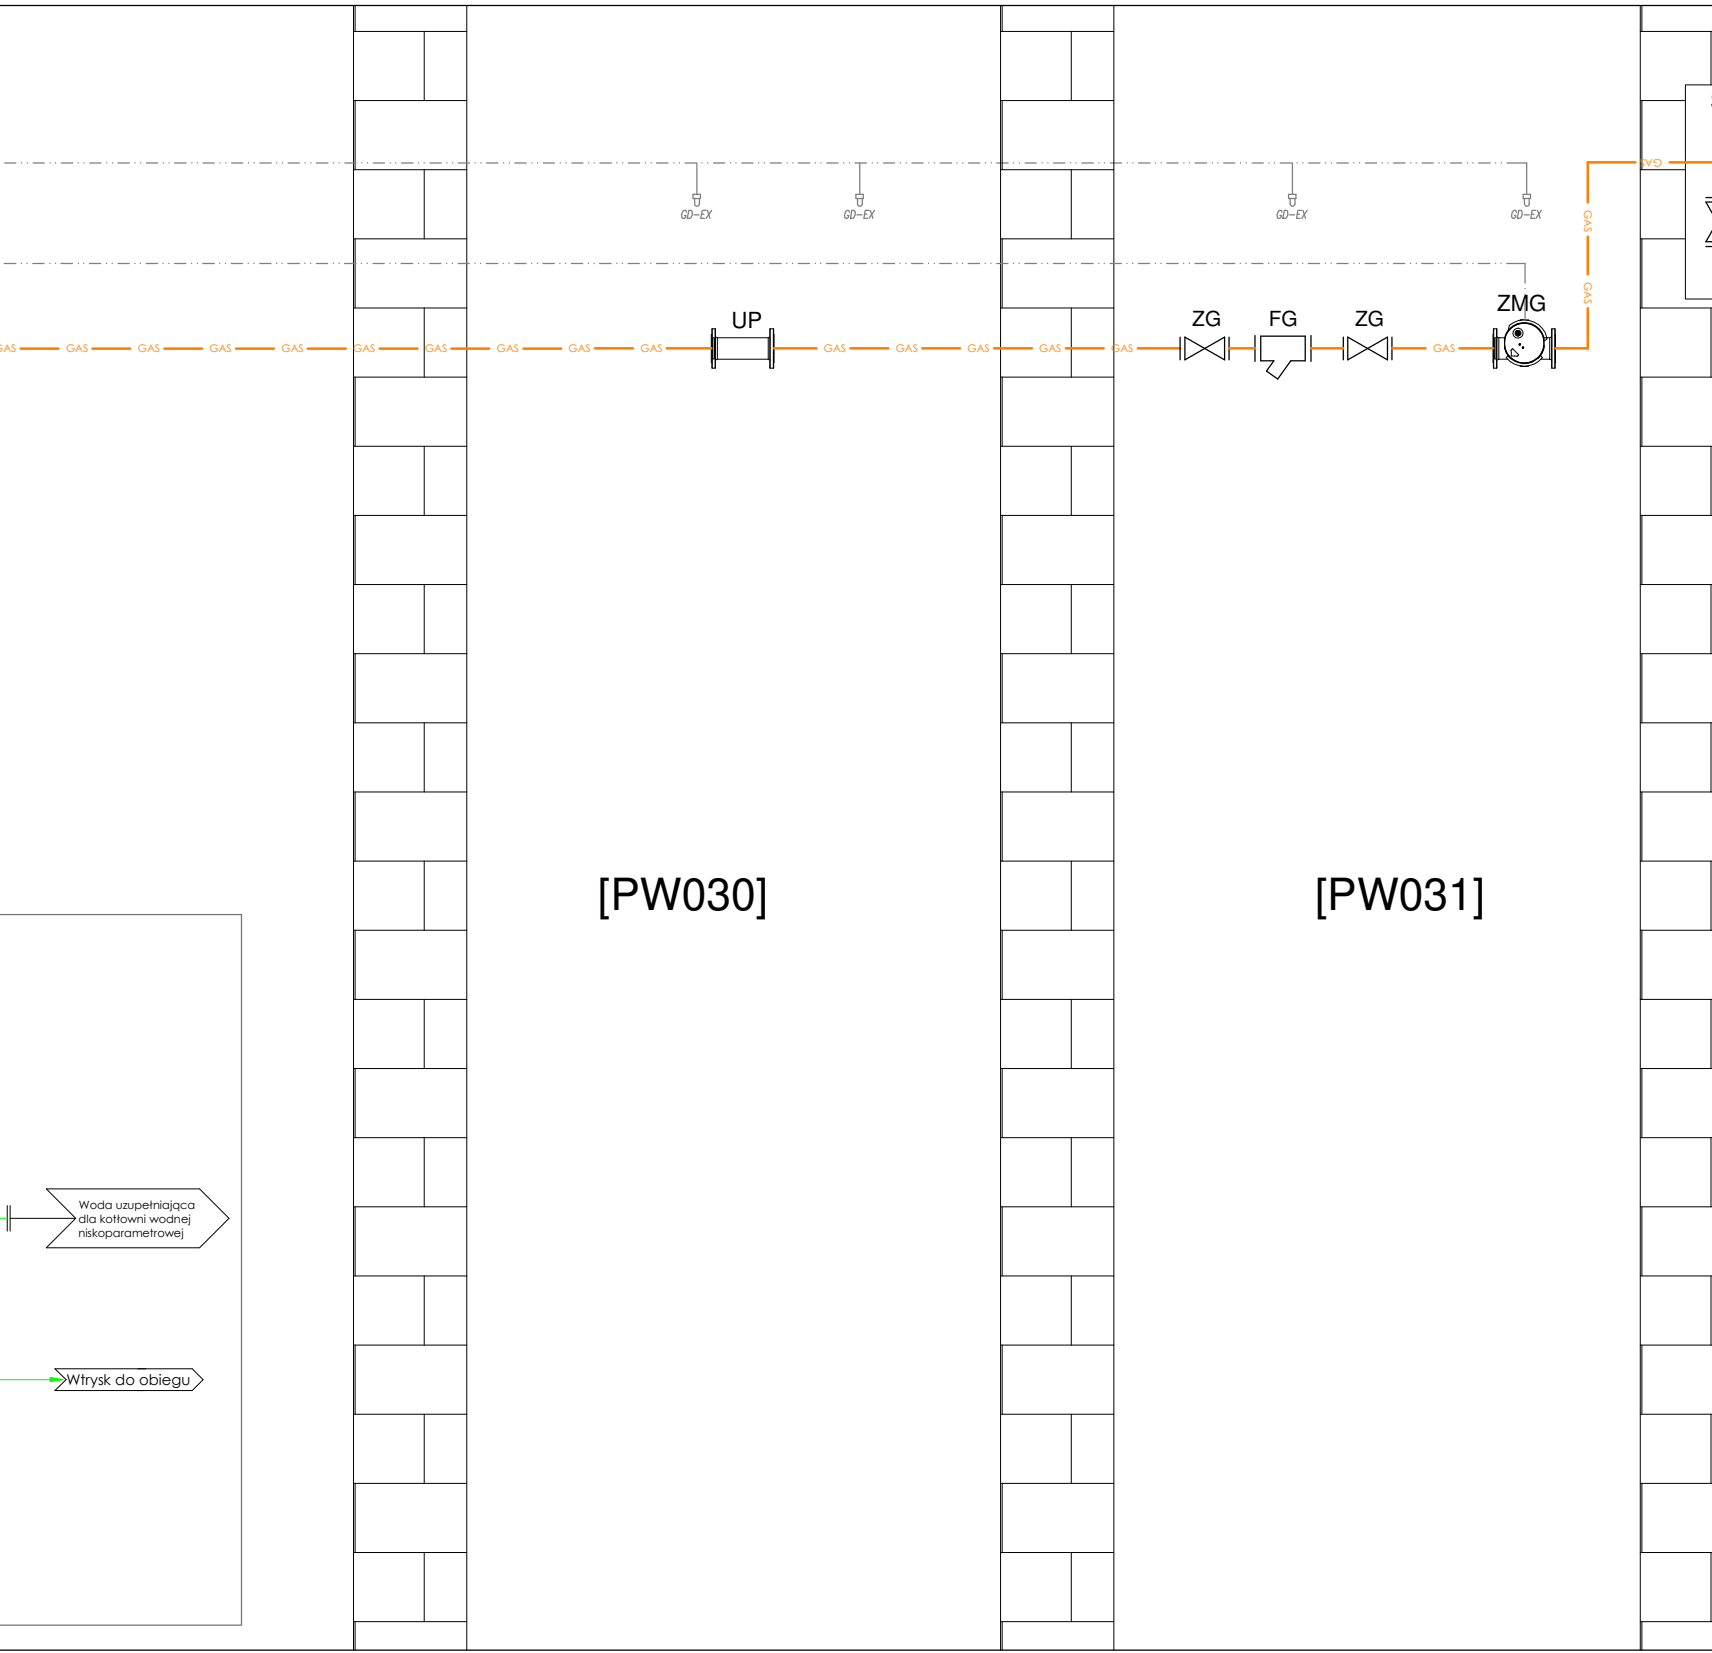 GAS
GAS
GD-EX GD-EX GD-EX GD-EX
GAS
UP ZG FG ZG ZMG
GAS GAS GAS GAS GAS GAS GAS GAS GAS GAS GAS GAS GAS GAS GAS GAS GAS
[PW030] [PW031]
Woda uzupełniająca
dla kotłowni wodnej
niskoparametrowej
Wtrysk do obiegu